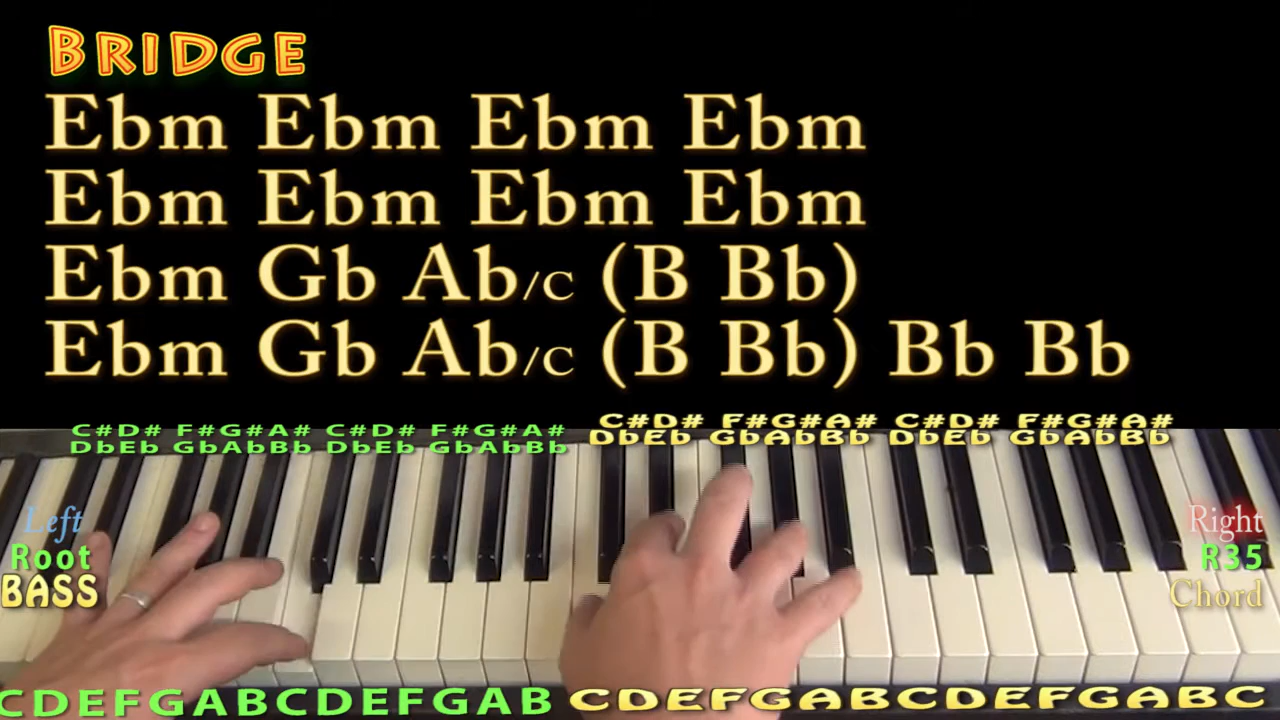 BRIDGE
Ebm Ebm Ebm Ebm
Ebm Ebm Ebm Ebm
Ebm Gb Ab/C (B Bb)
Ebm Gb Ab/C (B Bb) Bb Bb
C#D# F#G#A# C#D# F#G#A# C#D# F#G#A# C#D# F#G#A#
DbEb GbAbBb DbEb GbAbBb DbEb GbAbBb DbEb GbAbBb
Left
Root
BASS
Right
R35
Chord
CDEFGABCDEFGAB CDEFGABCDEFGABC